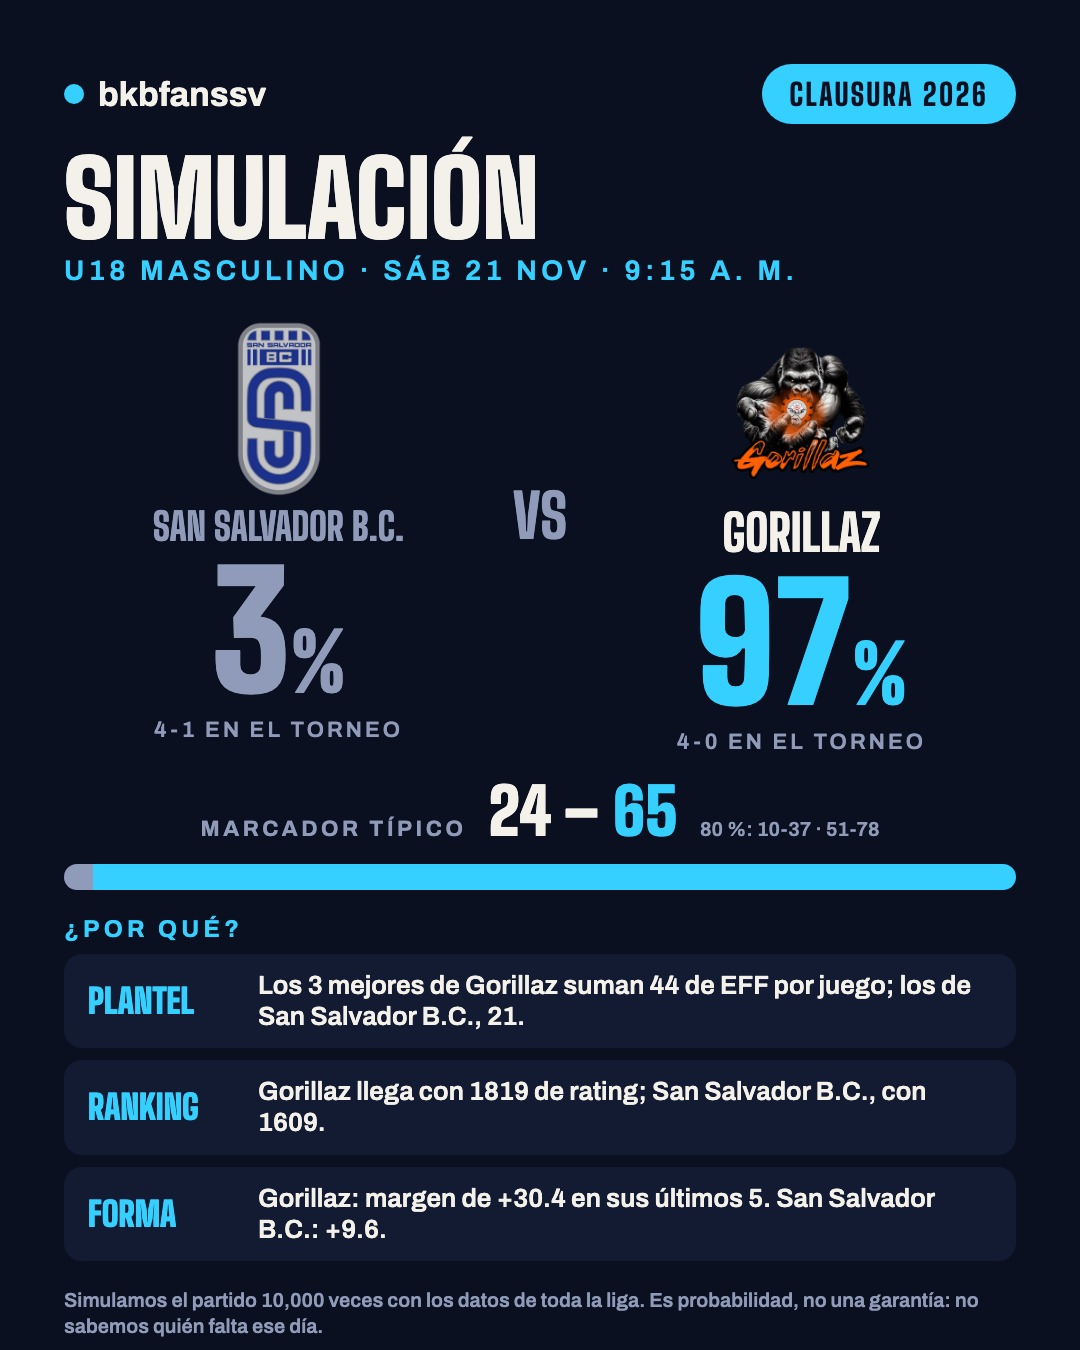 bkbfanssv
CLAUSURA 2026
SIMULACIÓN
U18 MASCULINO · SÁB 21 NOV · 9:15 A. M.
SAN SALVADOR
BC
S
Gorillaz
SAN SALVADOR B.C.
VS
GORILLAZ
3%
97%
4-1 EN EL TORNEO
4-0 EN EL TORNEO
MARCADOR TÍPICO 24 – 65 80 %: 10-37 · 51-78
¿POR QUÉ?
PLANTEL
Los 3 mejores de Gorillaz suman 44 de EFF por juego; los de
San Salvador B.C., 21.
RANKING
Gorillaz llega con 1819 de rating; San Salvador B.C., con
1609.
FORMA
Gorillaz: margen de +30.4 en sus últimos 5. San Salvador
B.C.: +9.6.
Simulamos el partido 10,000 veces con los datos de toda la liga. Es probabilidad, no una garantía: no
sabemos quién falta ese día.